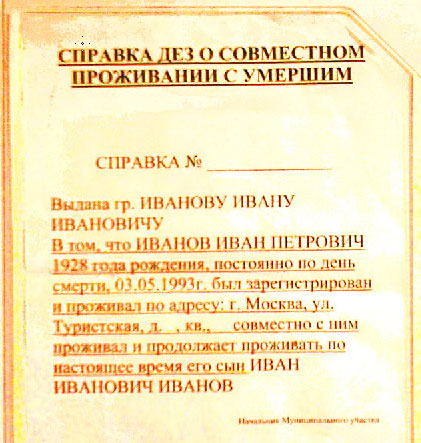 СПРАВКА ДЕЗ О СОВМЕСТНОМ
ПРОЖИВАНИИ С УМЕРШИМ
СПРАВКА № ____________
Выдана гр. ИВАНОВУ ИВАНУ
ИВАНОВИЧУ
В том, что ИВАНОВ ИВАН ПЕТРОВИЧ
1928 года рождения, постоянно по день
смерти, 03.05.1993г. был зарегистрирован
и проживал по адресу: г. Москва, ул.
Туристская, д. , кв., совместно с ним
проживал и продолжает проживать по
настоящее время его сын ИВАН
ИВАНОВИЧ ИВАНОВ
Начальник Муниципального участка